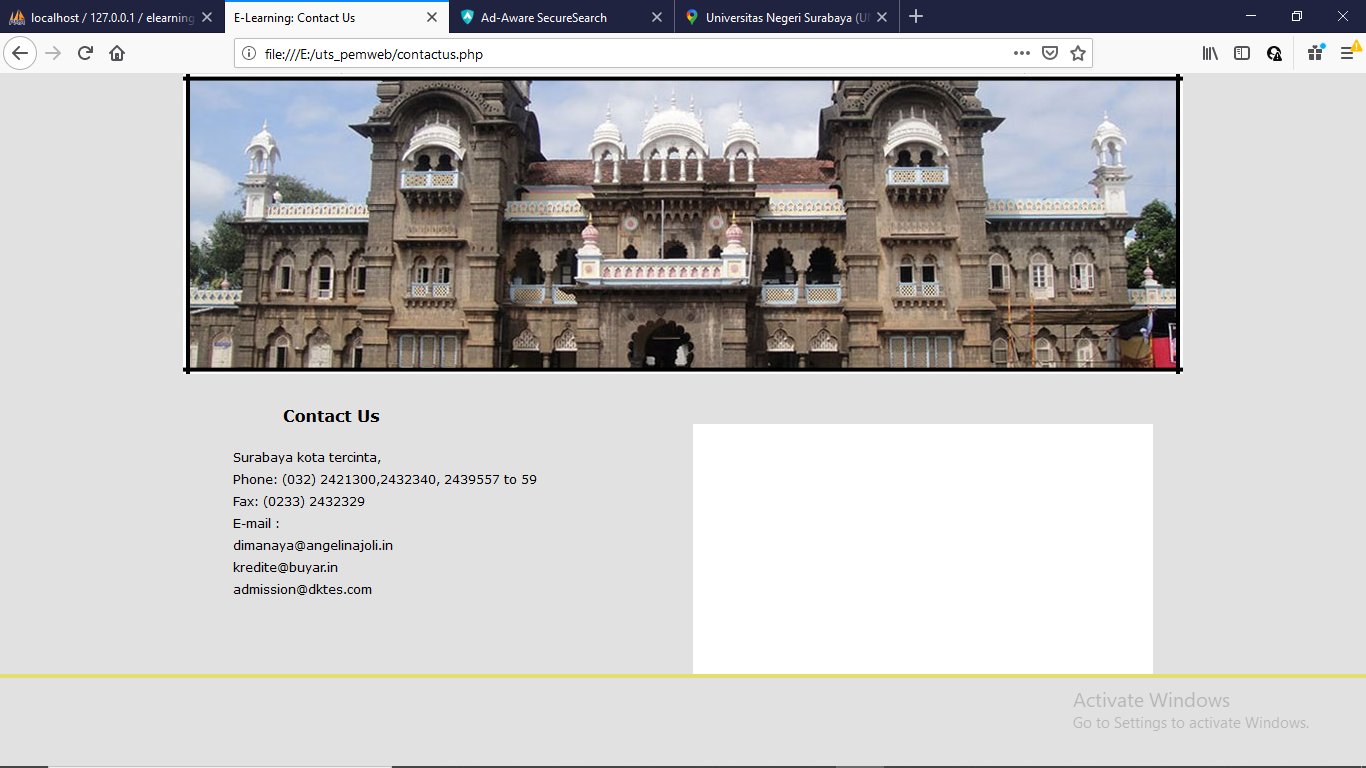 localhost / 127.0.0.1 / elearning
E-Learning: Contact Us
Ad-Aware SecureSearch
Universitas Negeri Surabaya (U
file:///E:/uts_pemweb/contactus.php
Contact Us
Surabaya kota tercinta,
Phone: (032) 2421300,2432340, 2439557 to 59
Fax: (0233) 2432329
E-mail :
dimanaya@angelinajoli.in
kredite@buyar.in
admission@dktes.com
Activate Windows
Go to Settings to activate Windows.